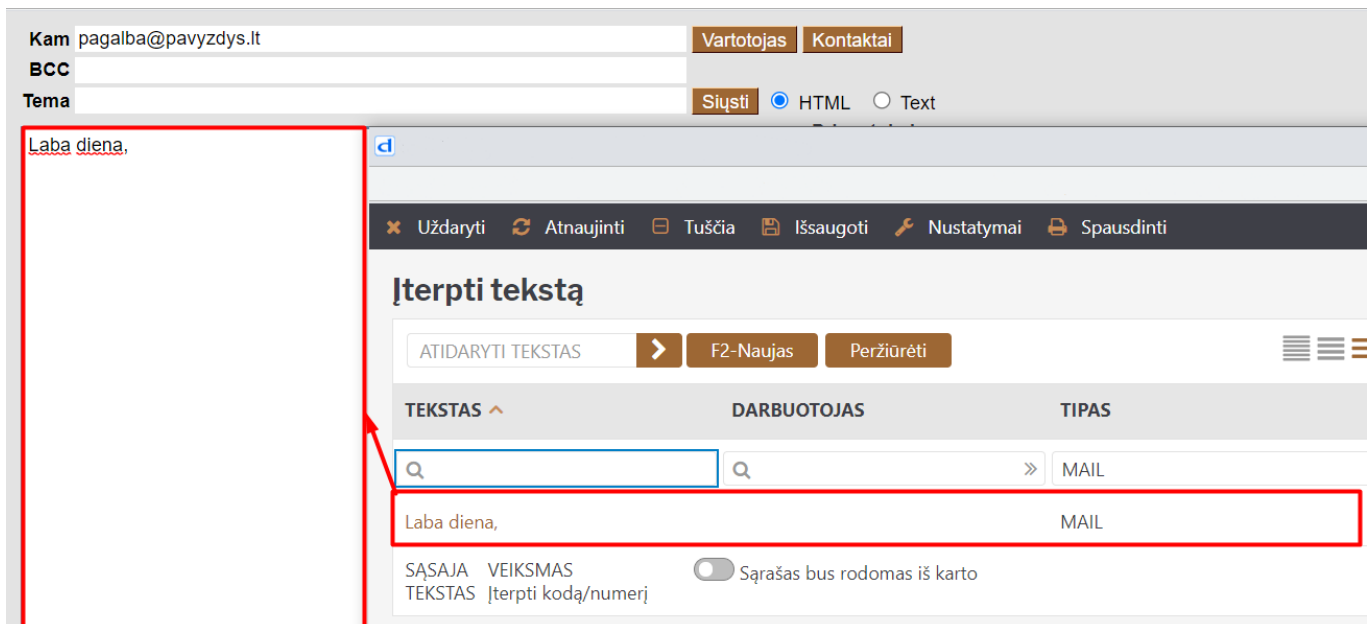 Kam pagalba@pavyzdys.lt Vartotojas Kontaktai
BCC
Tema Siųsti HTML Text
Laba diena,
Uždaryti Atnaujinti Tuščia Išsaugoti Nustatymai Spausdinti
Įterpti tekstą
ATIDARYTI TEKSTAS F2-Naujas Peržiūrėti
TEKSTAS DARBUOTOJAS TIPAS
MAIL
Laba diena, MAIL
SĄSAJA VEIKSMAS Sąrašas bus rodomas iš karto
TEKSTAS Įterpti kodą/numerį